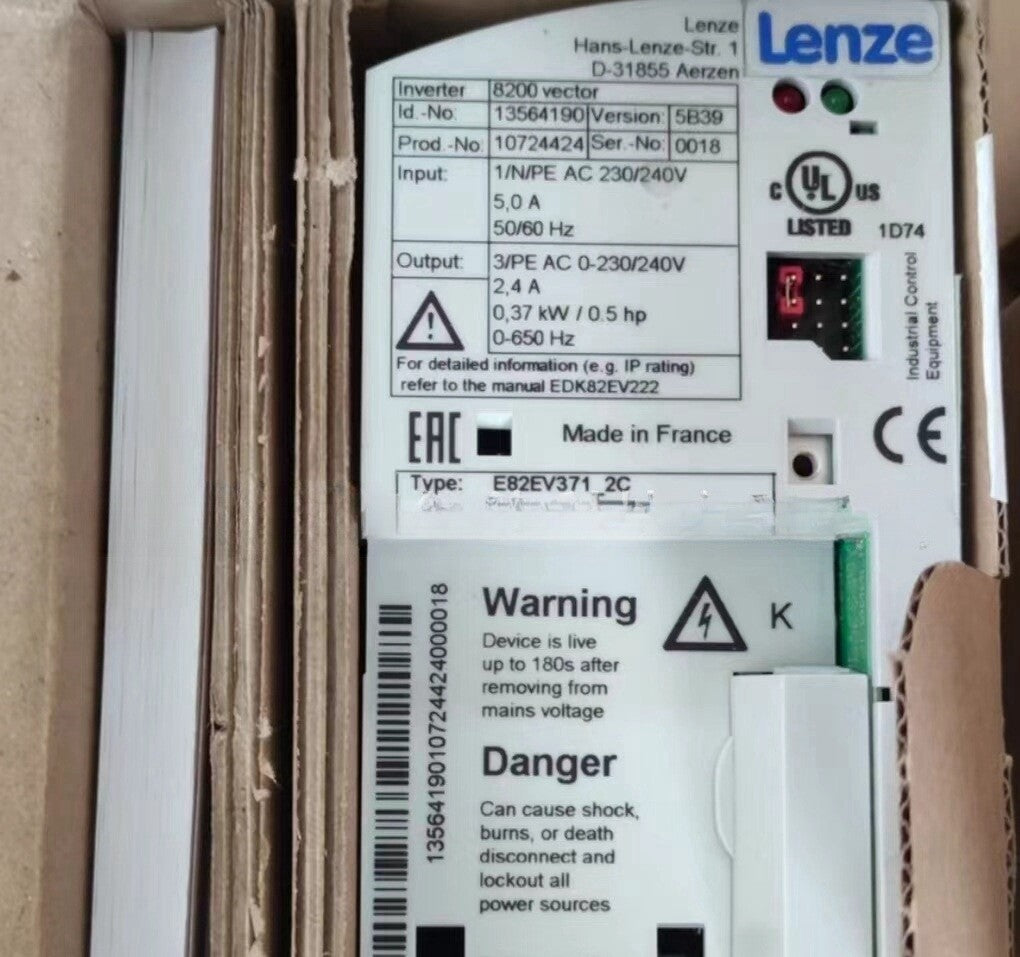 Lenze
Hans-Lenze-Str. 1
D-31855 Aerzen
Lenze
Inverter 8200 vector
Id.-No: 13564190 Version: 5B39
Prod.-No: 10724424 Ser.-No: 0018
Input: 1/N/PE AC 230/240V
5,0 A
50/60 Hz
Output: 3/PE AC 0-230/240V
2,4 A
0,37 kW / 0.5 hp
0-650 Hz
For detailed information (e.g. IP rating)
refer to the manual EDK82EV222
C UL US
LISTED 1D74
Industrial Control
Equipment
EAC Made in France CE
Type: E82EV371_2C
Warning K
Device is live
up to 180s after
removing from
mains voltage
Danger
Can cause shock,
burns, or death
disconnect and
lockout all
power sources
135641901072442400­0018